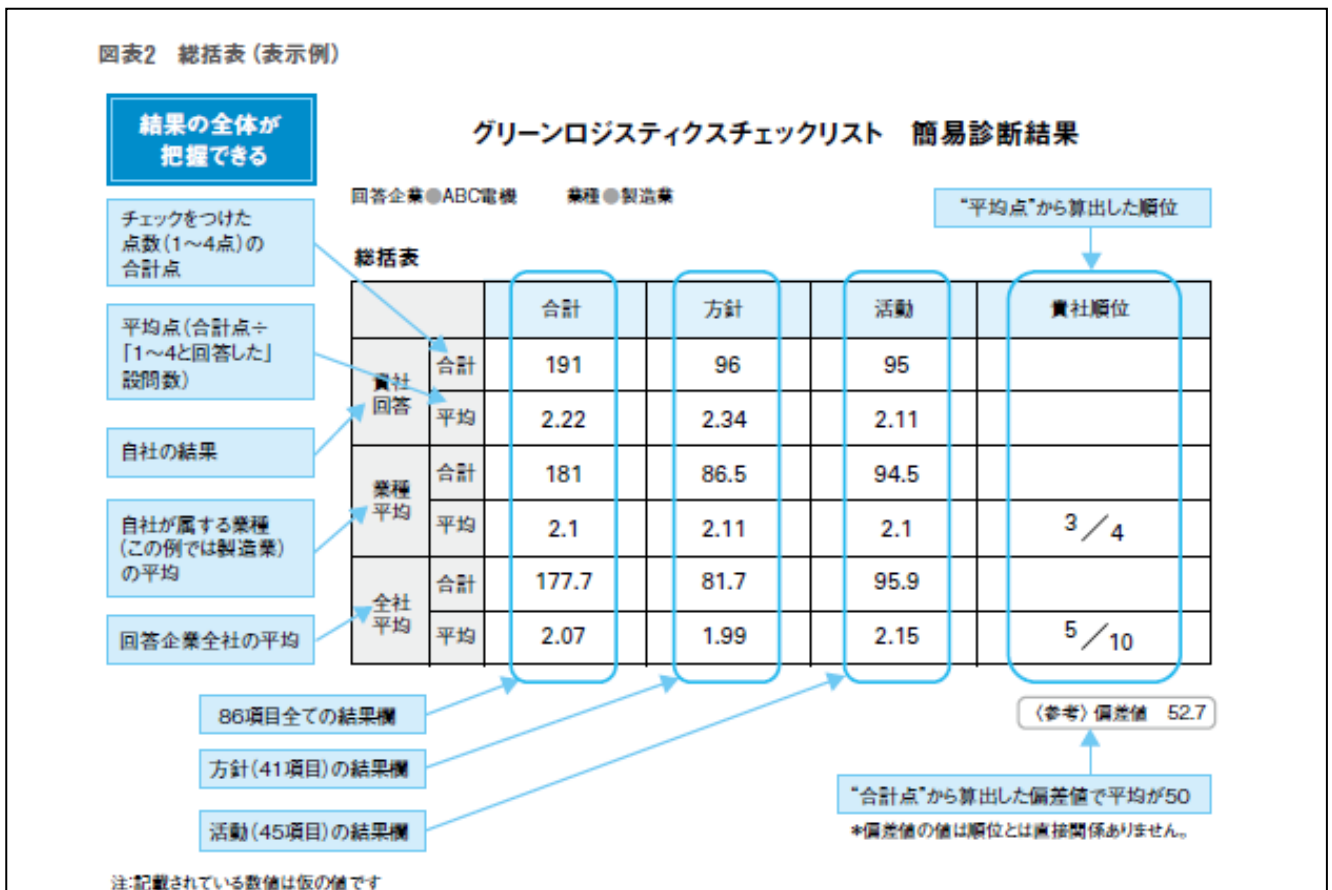 図表2 総括表(表示例)
結果の全体が
把握できる
グリーンロジスティクスチェックリスト 簡易診断結果
回答企業●ABC電機 業種●製造業
"平均点"から算出した順位
チェックをつけた
点数(1〜4点)の
合計点
総括表
合計 方針 活動 貴社順位
平均点(合計点÷
「1〜4と回答した」
設問数)
貴社
回答
合計 191 96 95
平均 2.22 2.34 2.11
自社の結果
業種
平均
合計 181 86.5 94.5
平均 2.1 2.11 2.1 3/4
自社が属する業種
(この例では製造業)
の平均
全社
平均
合計 177.7 81.7 95.9
平均 2.07 1.99 2.15 5/10
回答企業全社の平均
86項目全ての結果欄
〈参考〉偏差値 52.7
方針(41項目)の結果欄
活動(45項目)の結果欄
"合計点"から算出した偏差値で平均が50
*偏差値の値は順位とは直接関係ありません。
注:記載されている数値は仮の値です